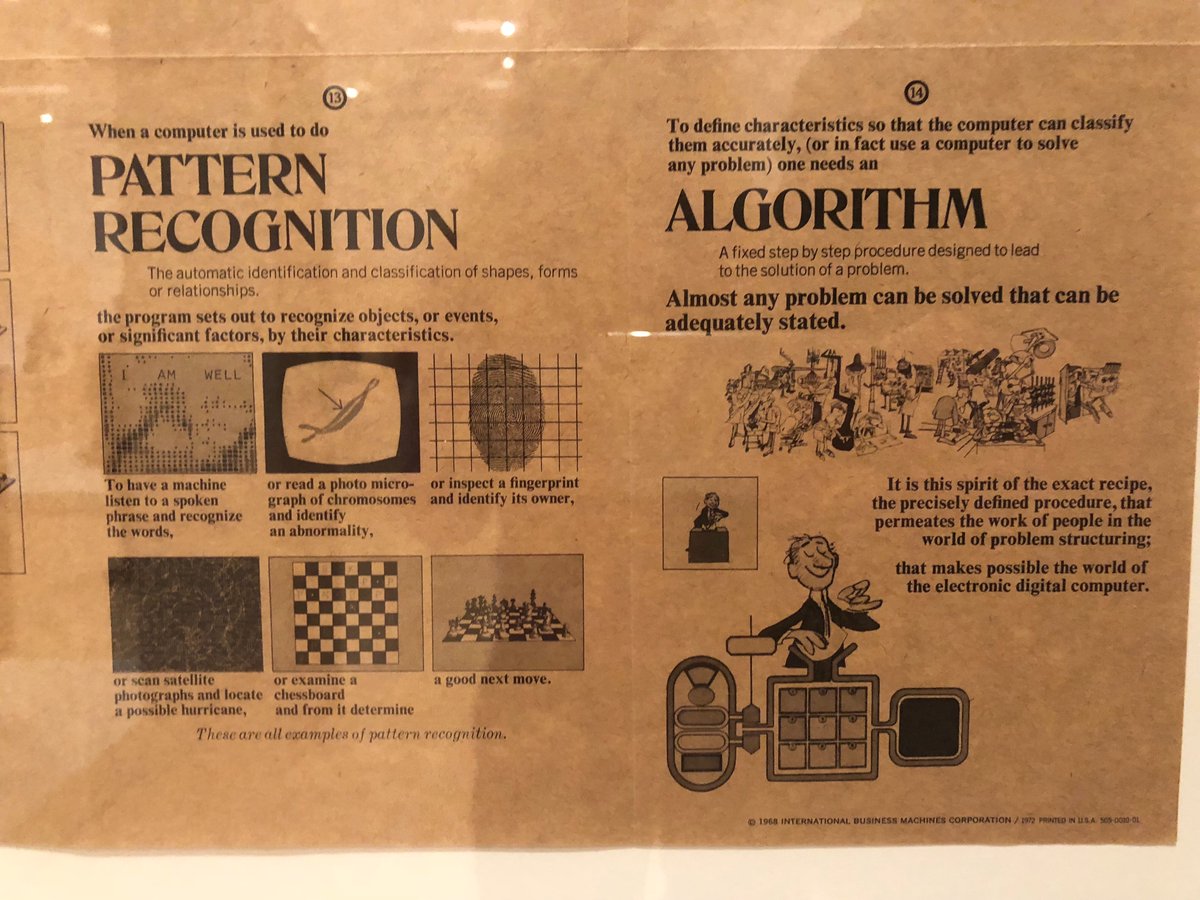 13
When a computer is used to do
PATTERN
RECOGNITION
The automatic identification and classification of shapes, forms
or relationships.
the program sets out to recognize objects, or events,
or significant factors, by their characteristics.
I AM WELL
To have a machine
listen to a spoken
phrase and recognize
the words,
or read a photo micro-
graph of chromosomes
and identify
an abnormality,
or inspect a fingerprint
and identify its owner,
or scan satellite
photographs and locate
a possible hurricane,
or examine a
chessboard
and from it determine
a good next move.
These are all examples of pattern recognition.
14
To define characteristics so that the computer can classify
them accurately, (or in fact use a computer to solve
any problem) one needs an
ALGORITHM
A fixed step by step procedure designed to lead
to the solution of a problem.
Almost any problem can be solved that can be
adequately stated.
It is this spirit of the exact recipe,
the precisely defined procedure, that
permeates the work of people in the
world of problem structuring;
that makes possible the world of
the electronic digital computer.
© 1968 INTERNATIONAL BUSINESS MACHINES CORPORATION / 1972 PRINTED IN U.S.A.